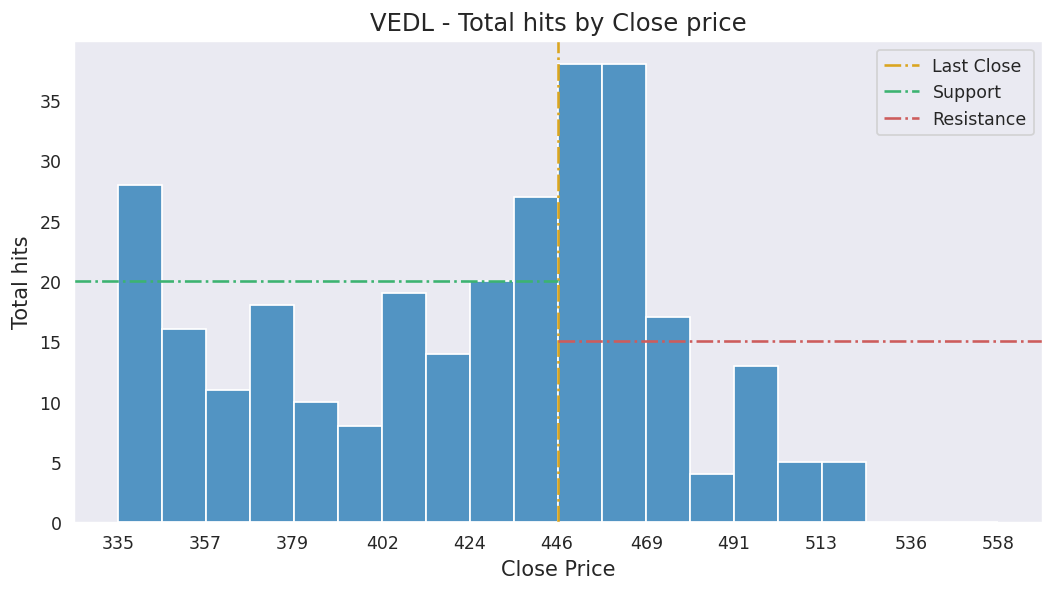 VEDL - Total hits by Close price
Last Close
Support
Resistance
Total hits
35
30
25
20
15
10
5
0
335 357 379 402 424 446 469 491 513 536 558
Close Price